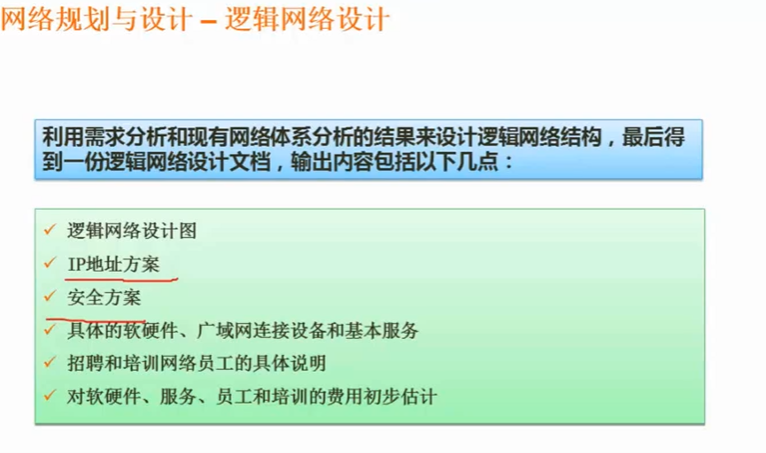 网络规划与设计 – 逻辑网络设计
利用需求分析和现有网络体系分析的结果来设计逻辑网络结构，最后得
到一份逻辑网络设计文档，输出内容包括以下几点：
✓ 逻辑网络设计图
✓ IP地址方案
✓ 安全方案
✓ 具体的软硬件、广域网连接设备和基本服务
✓ 招聘和培训网络员工的具体说明
✓ 对软硬件、服务、员工和培训的费用初步估计